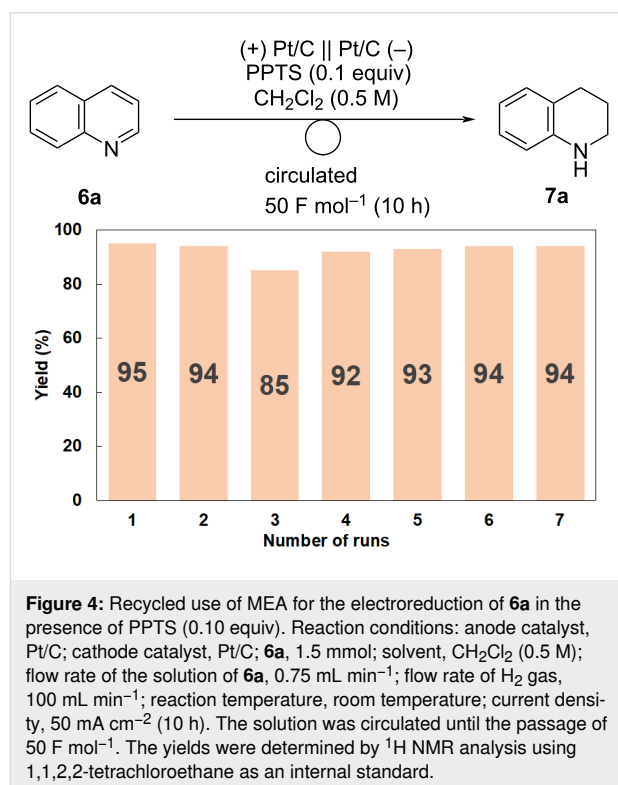 (+) Pt/C || Pt/C (–)
PPTS (0.1 equiv)
CH₂Cl₂ (0.5 M)
N
6a
circulated
50 F mol⁻¹ (10 h)
N
H
7a
100
80
60
40
20
0
Yield (%)
95
94
85
92
93
94
94
1 2 3 4 5 6 7
Number of runs
Figure 4: Recycled use of MEA for the electroreduction of 6a in the
presence of PPTS (0.10 equiv). Reaction conditions: anode catalyst,
Pt/C; cathode catalyst, Pt/C; 6a, 1.5 mmol; solvent, CH₂Cl₂ (0.5 M);
flow rate of the solution of 6a, 0.75 mL min⁻¹; flow rate of H₂ gas,
100 mL min⁻¹; reaction temperature, room temperature; current densi-
ty, 50 mA cm⁻² (10 h). The solution was circulated until the passage of
50 F mol⁻¹. The yields were determined by ¹H NMR analysis using
1,1,2,2-tetrachloroethane as an internal standard.